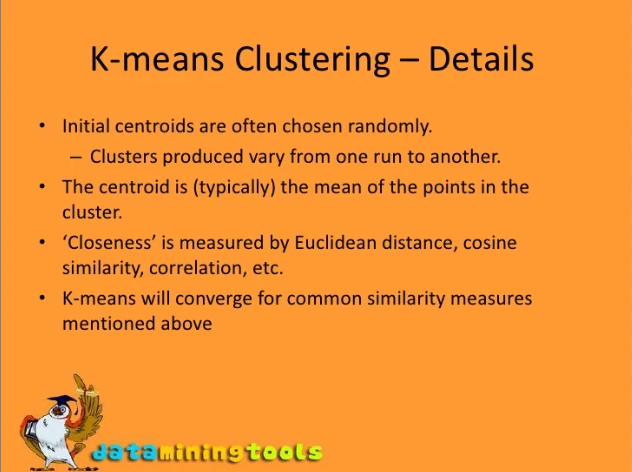 K-means Clustering – Details
• Initial centroids are often chosen randomly.
– Clusters produced vary from one run to another.
• The centroid is (typically) the mean of the points in the
cluster.
• ‘Closeness’ is measured by Euclidean distance, cosine
similarity, correlation, etc.
• K-means will converge for common similarity measures
mentioned above
dataminingtools